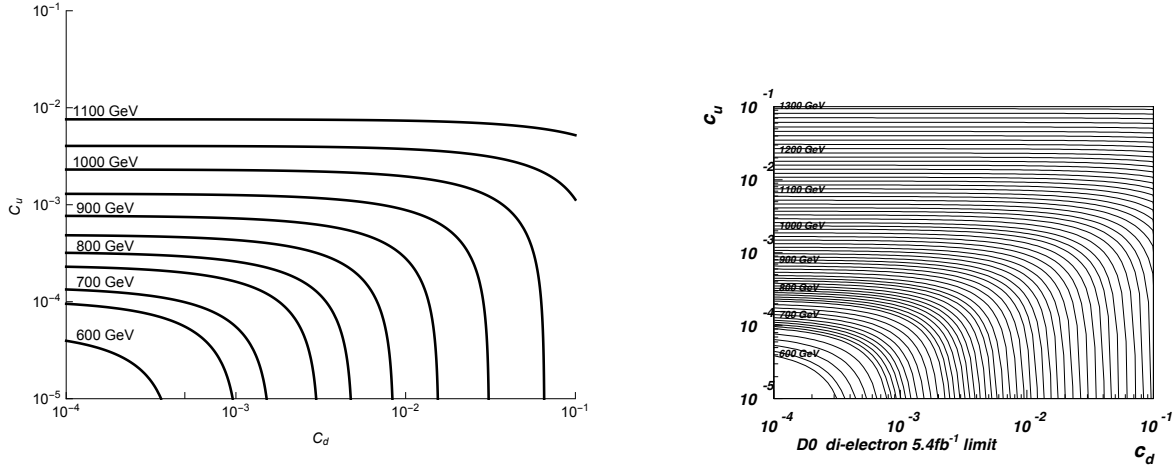 10⁻¹
10⁻²
10⁻³
10⁻⁴
10⁻⁵
C_u
1100 GeV
1000 GeV
900 GeV
800 GeV
700 GeV
600 GeV
10⁻⁴
10⁻³
10⁻²
10⁻¹
C_d
c_u
10⁻¹
10⁻²
10⁻³
10⁻⁴
10⁻⁵
1300 GeV
1200 GeV
1100 GeV
1000 GeV
900 GeV
800 GeV
700 GeV
600 GeV
10⁻⁴
10⁻³
10⁻²
10⁻¹
D0 di-electron 5.4fb⁻¹ limit
c_d